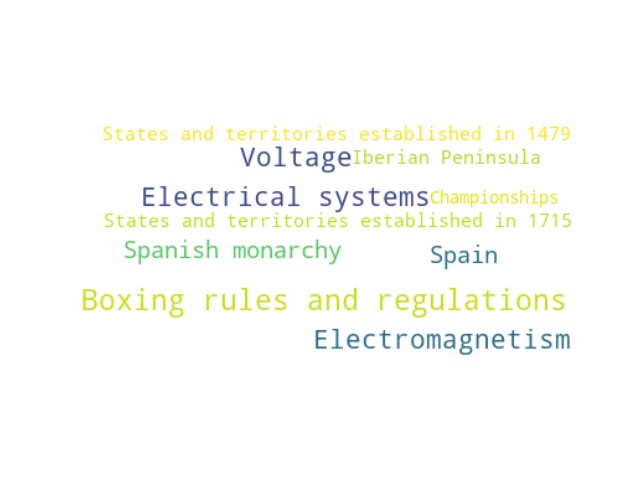 States and territories established in 1479
Voltage
Iberian Peninsula
Electrical systems
Championships
States and territories established in 1715
Spanish monarchy
Spain
Boxing rules and regulations
Electromagnetism